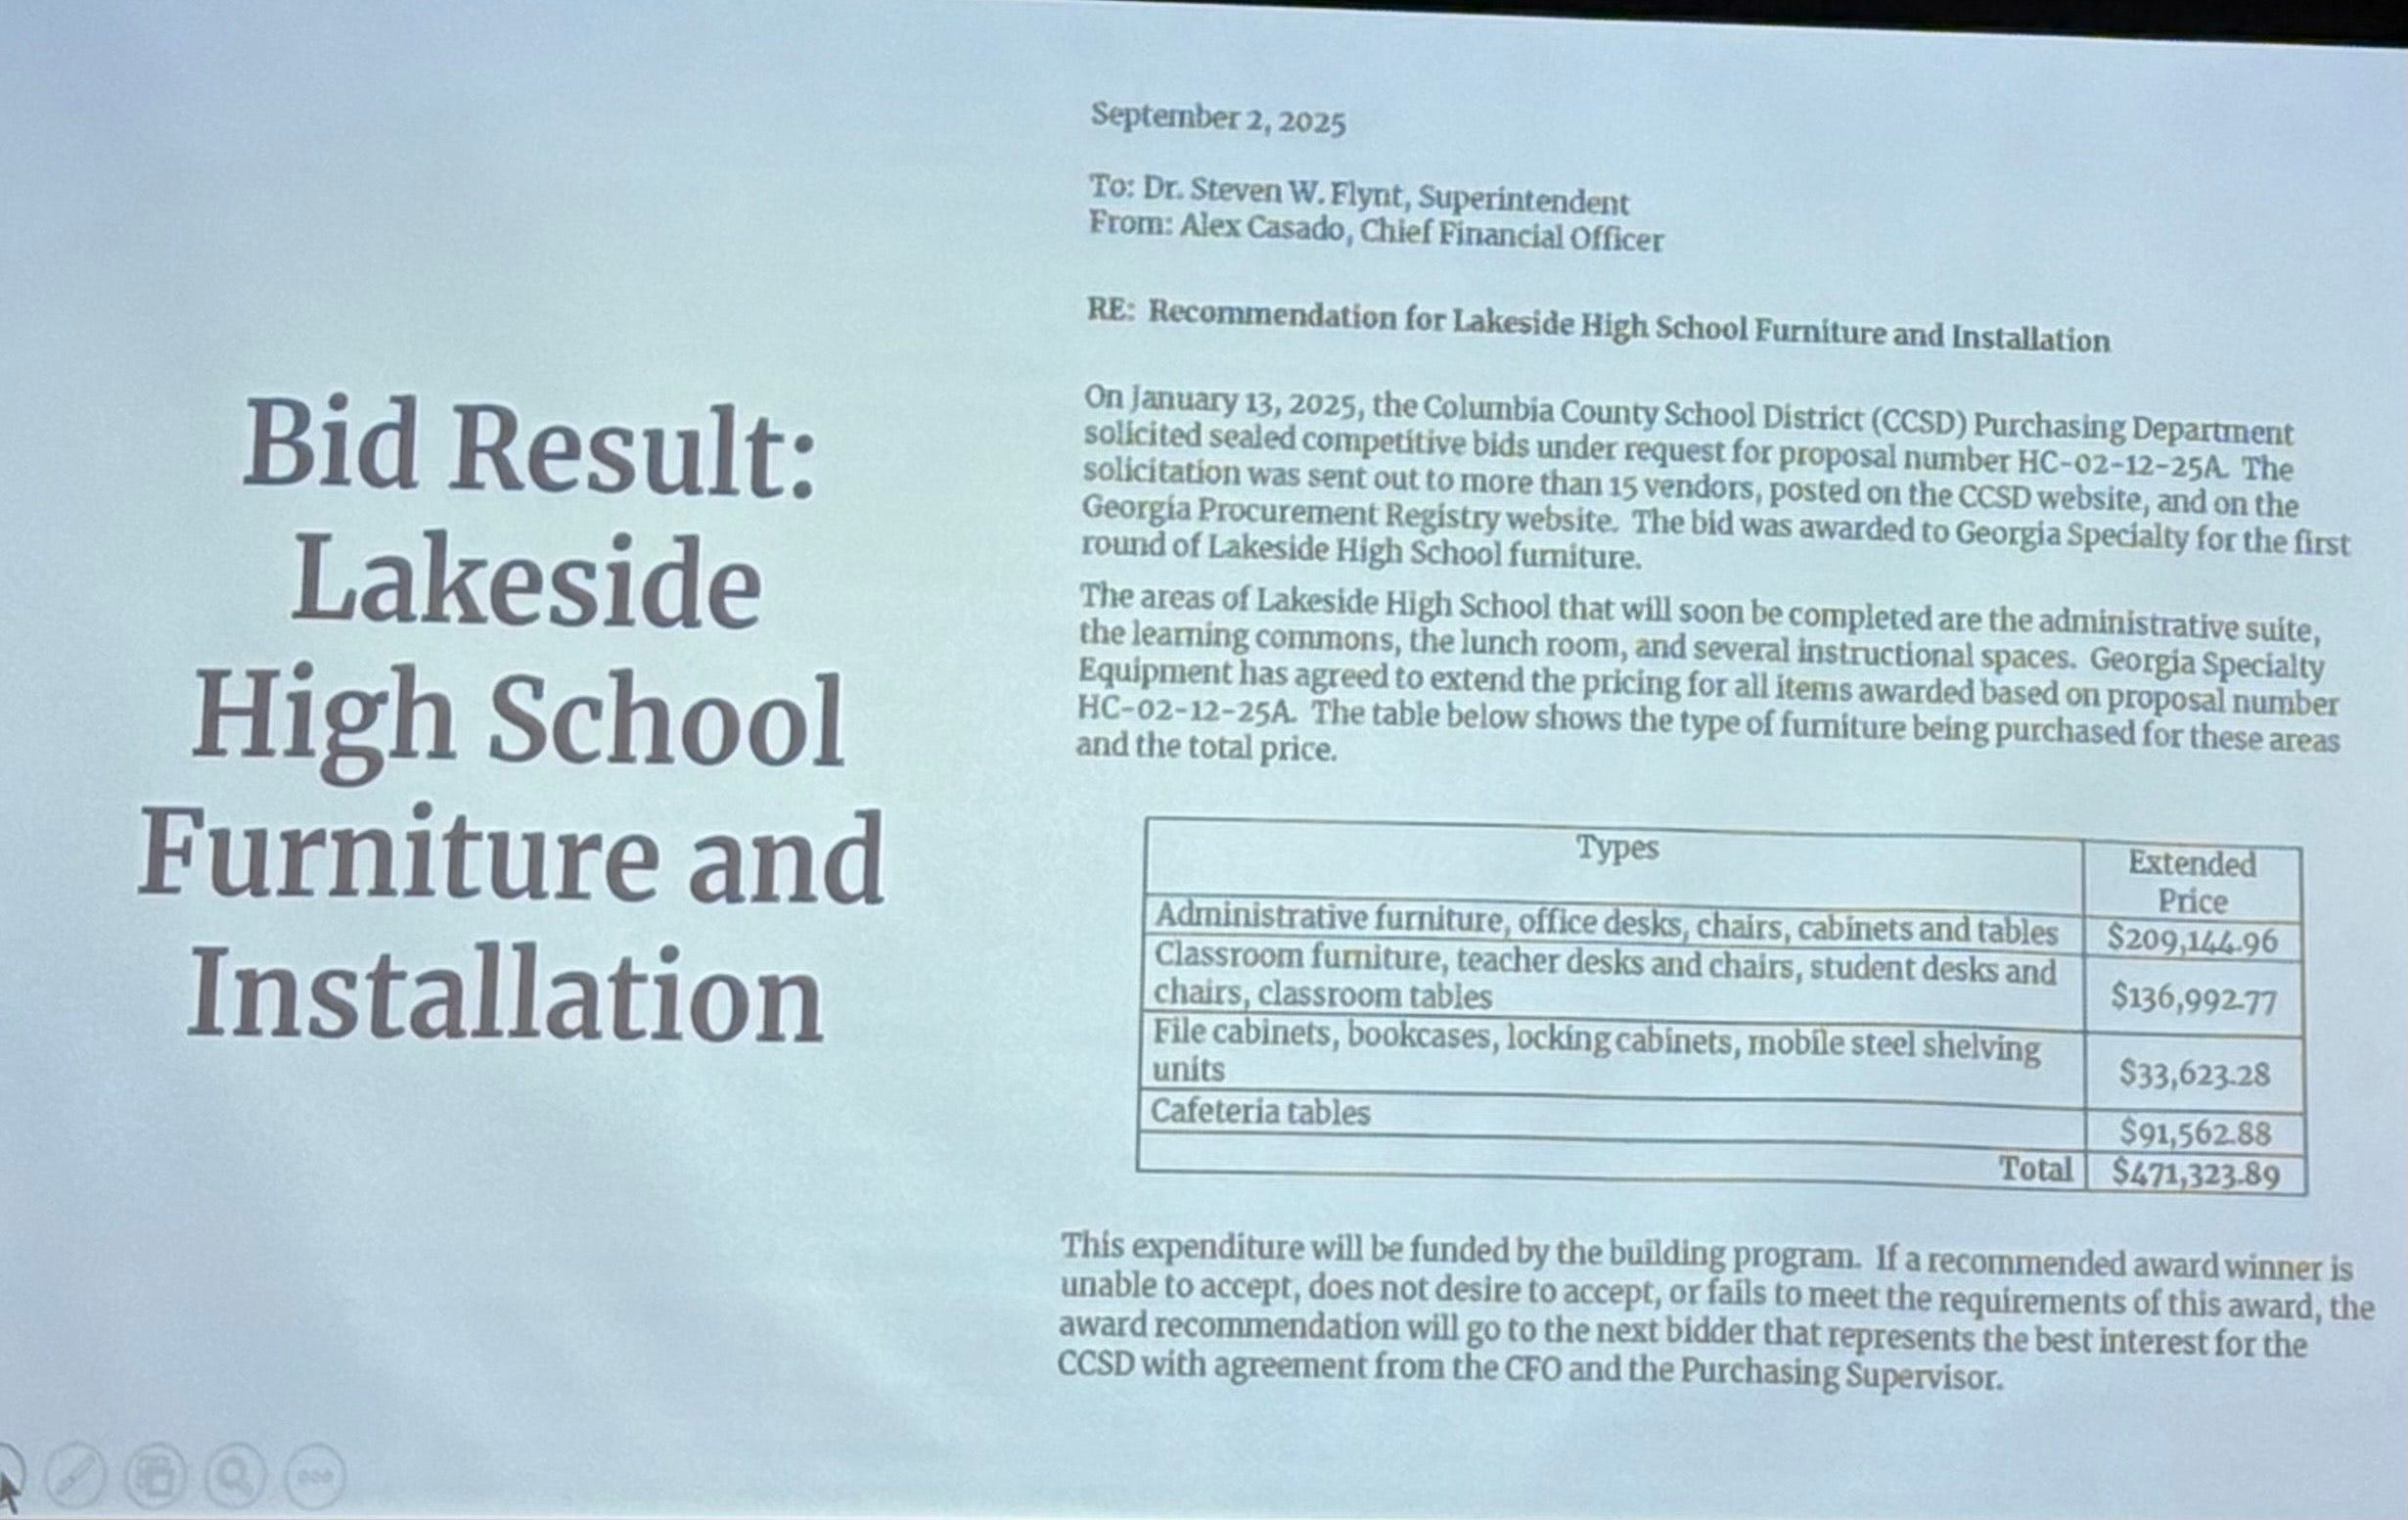 Bid Result:
Lakeside
High School
Furniture and
Installation
September 2, 2025
To: Dr. Steven W. Flynt, Superintendent
From: Alex Casado, Chief Financial Officer
RE: Recommendation for Lakeside High School Furniture and Installation
On January 13, 2025, the Columbia County School District (CCSD) Purchasing Department
solicited sealed competitive bids under request for proposal number HC-02-12-25A. The
solicitation was sent out to more than 15 vendors, posted on the CCSD website, and on the
Georgia Procurement Registry website. The bid was awarded to Georgia Specialty for the first
round of Lakeside High School furniture.
The areas of Lakeside High School that will soon be completed are the administrative suite,
the learning commons, the lunch room, and several instructional spaces. Georgia Specialty
Equipment has agreed to extend the pricing for all items awarded based on proposal number
HC-02-12-25A. The table below shows the type of furniture being purchased for these areas
and the total price.
Types
Extended
Price
Administrative furniture, office desks, chairs, cabinets and tables $209,144.96
Classroom furniture, teacher desks and chairs, student desks and
chairs, classroom tables
$136,992.77
File cabinets, bookcases, locking cabinets, mobile steel shelving
units
$33,623.28
Cafeteria tables
$91,562.88
Total $471,323.89
This expenditure will be funded by the building program. If a recommended award winner is
unable to accept, does not desire to accept, or fails to meet the requirements of this award, the
award recommendation will go to the next bidder that represents the best interest for the
CCSD with agreement from the CFO and the Purchasing Supervisor.